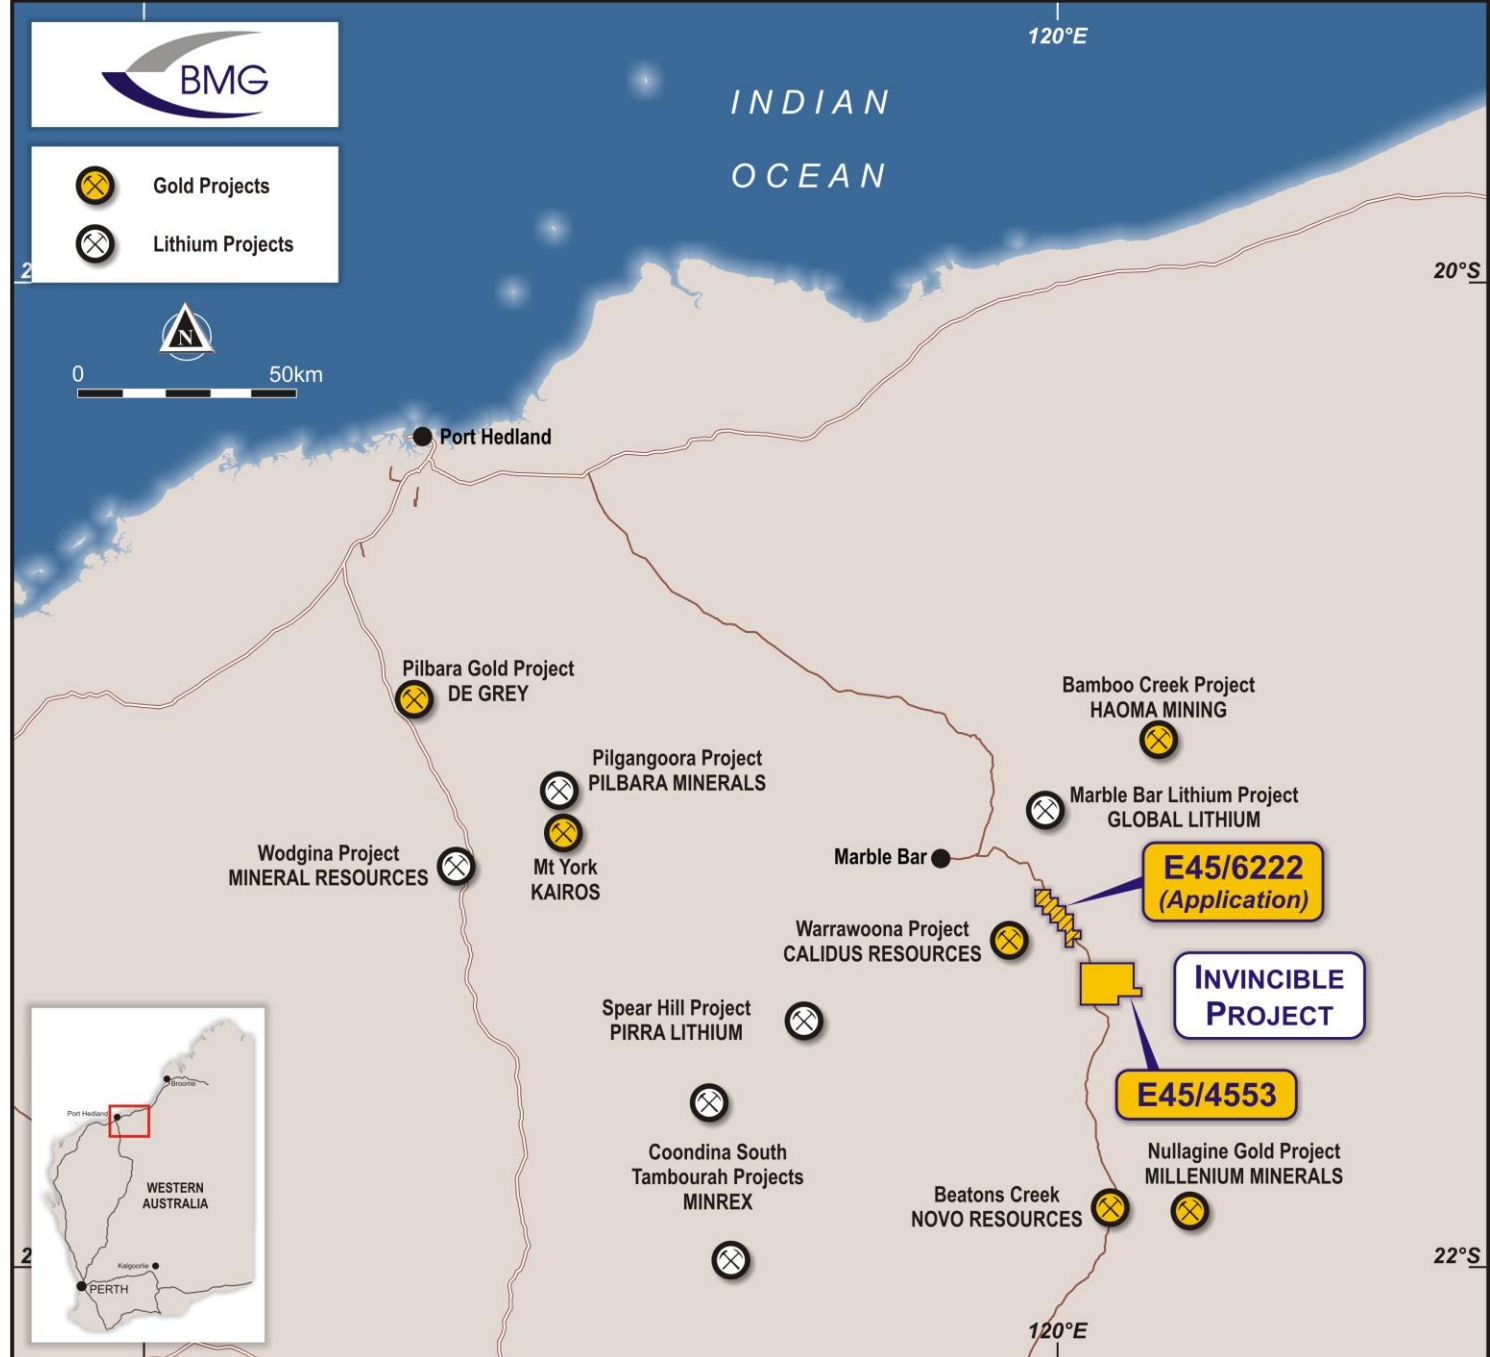 120°E
BMG
INDIAN
OCEAN
Gold Projects
Lithium Projects
2
20°S
N
0 50km
Port Hedland
Pilbara Gold Project
DE GREY
Bamboo Creek Project
HAOMA MINING
Pilgangoora Project
PILBARA MINERALS
Marble Bar Lithium Project
GLOBAL LITHIUM
Wodgina Project
MINERAL RESOURCES
Mt York
KAIROS
Marble Bar
E45/6222
(Application)
Warrawoona Project
CALIDUS RESOURCES
INVINCIBLE
PROJECT
Spear Hill Project
PIRRA LITHIUM
E45/4553
Coondina South
Tambourah Projects
MINREX
Nullagine Gold Project
MILLENIUM MINERALS
Beatons Creek
NOVO RESOURCES
Broome
Port Hedland
WESTERN
AUSTRALIA
Kalgoorlie
PERTH
2
22°S
120°E